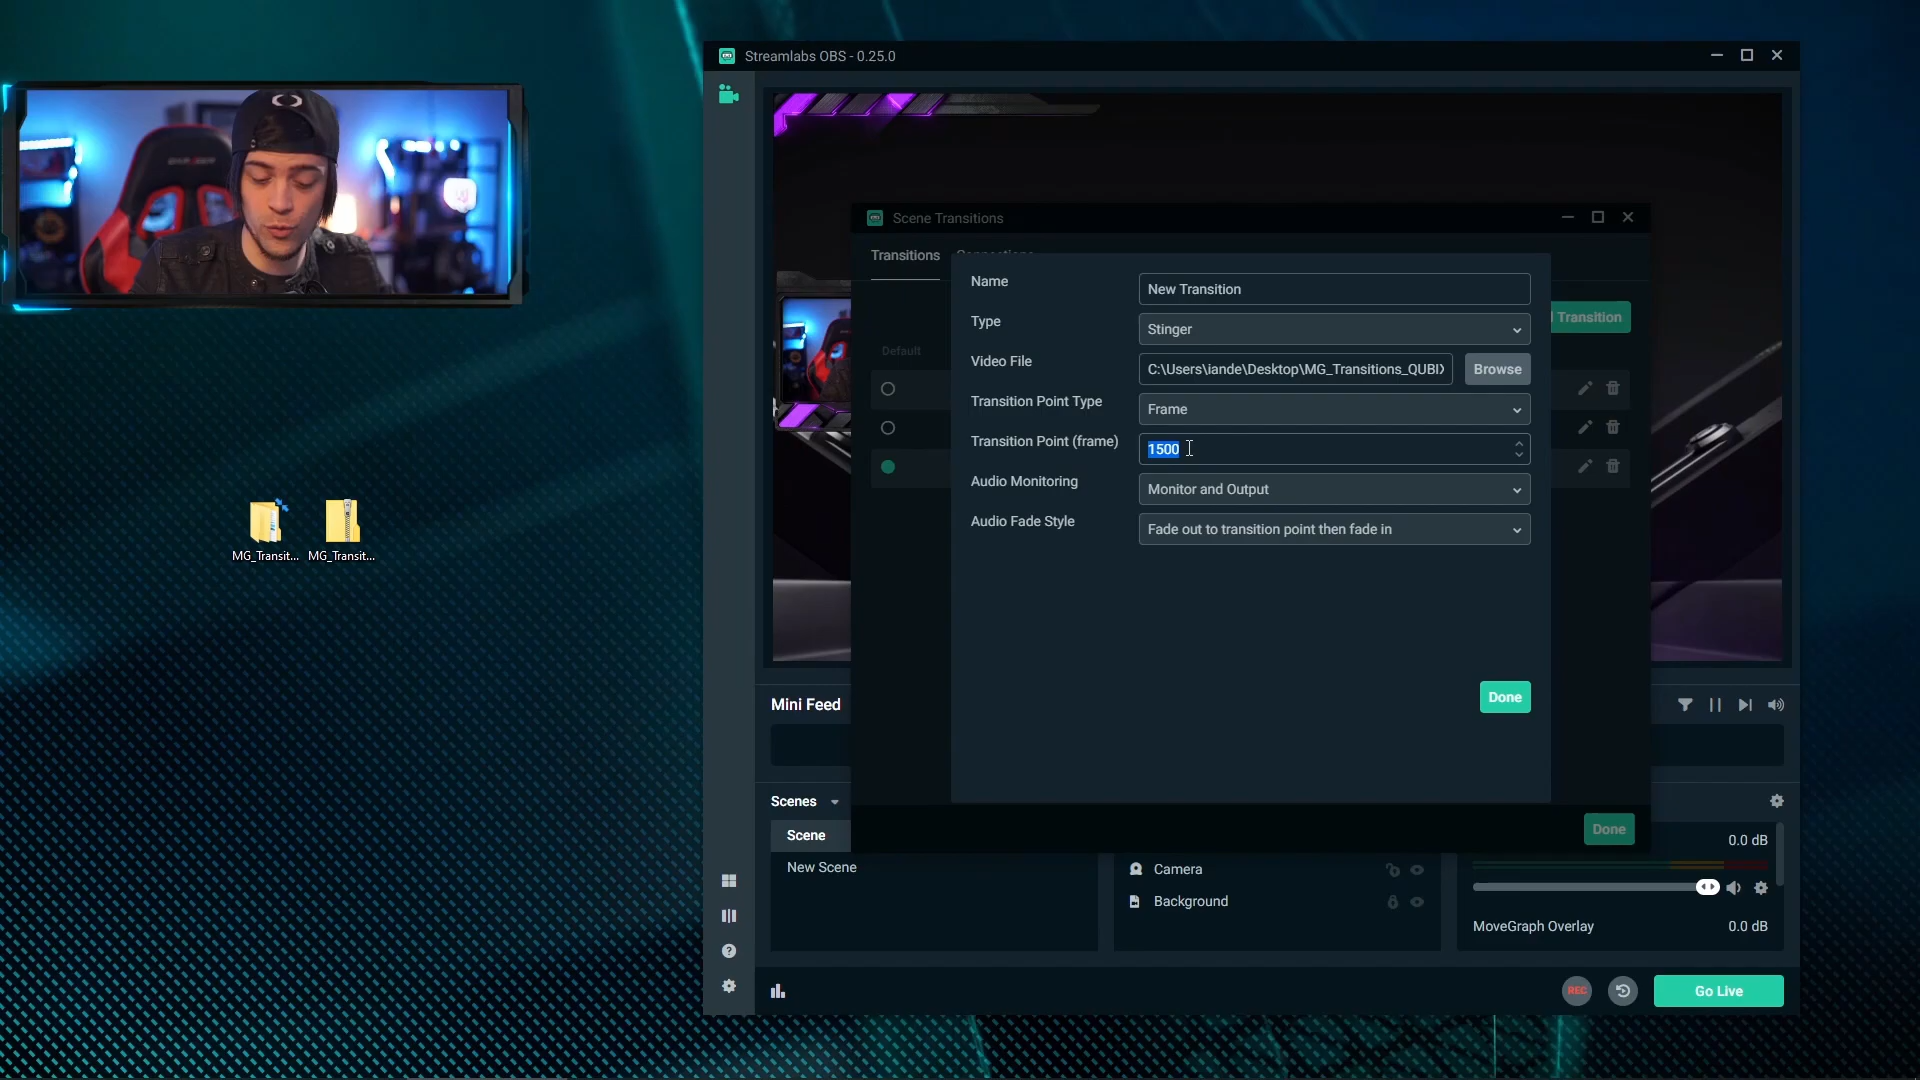 Streamlabs OBS - 0.25.0
Scene Transitions
Transitions
Connections
Name
New Transition
Transition
Type
Stinger
Default
Video File
C:\Users\iande\Desktop\MG_Transitions_QUBI
Browse
Transition Point Type
Frame
Transition Point (frame)
1500
Audio Monitoring
Monitor and Output
Audio Fade Style
Fade out to transition point then fade in
MG_Transit...
MG_Transit...
Done
Mini Feed
Scenes
Done
Scene
0.0 dB
New Scene
Camera
Background
MoveGraph Overlay
0.0 dB
REC
Go Live